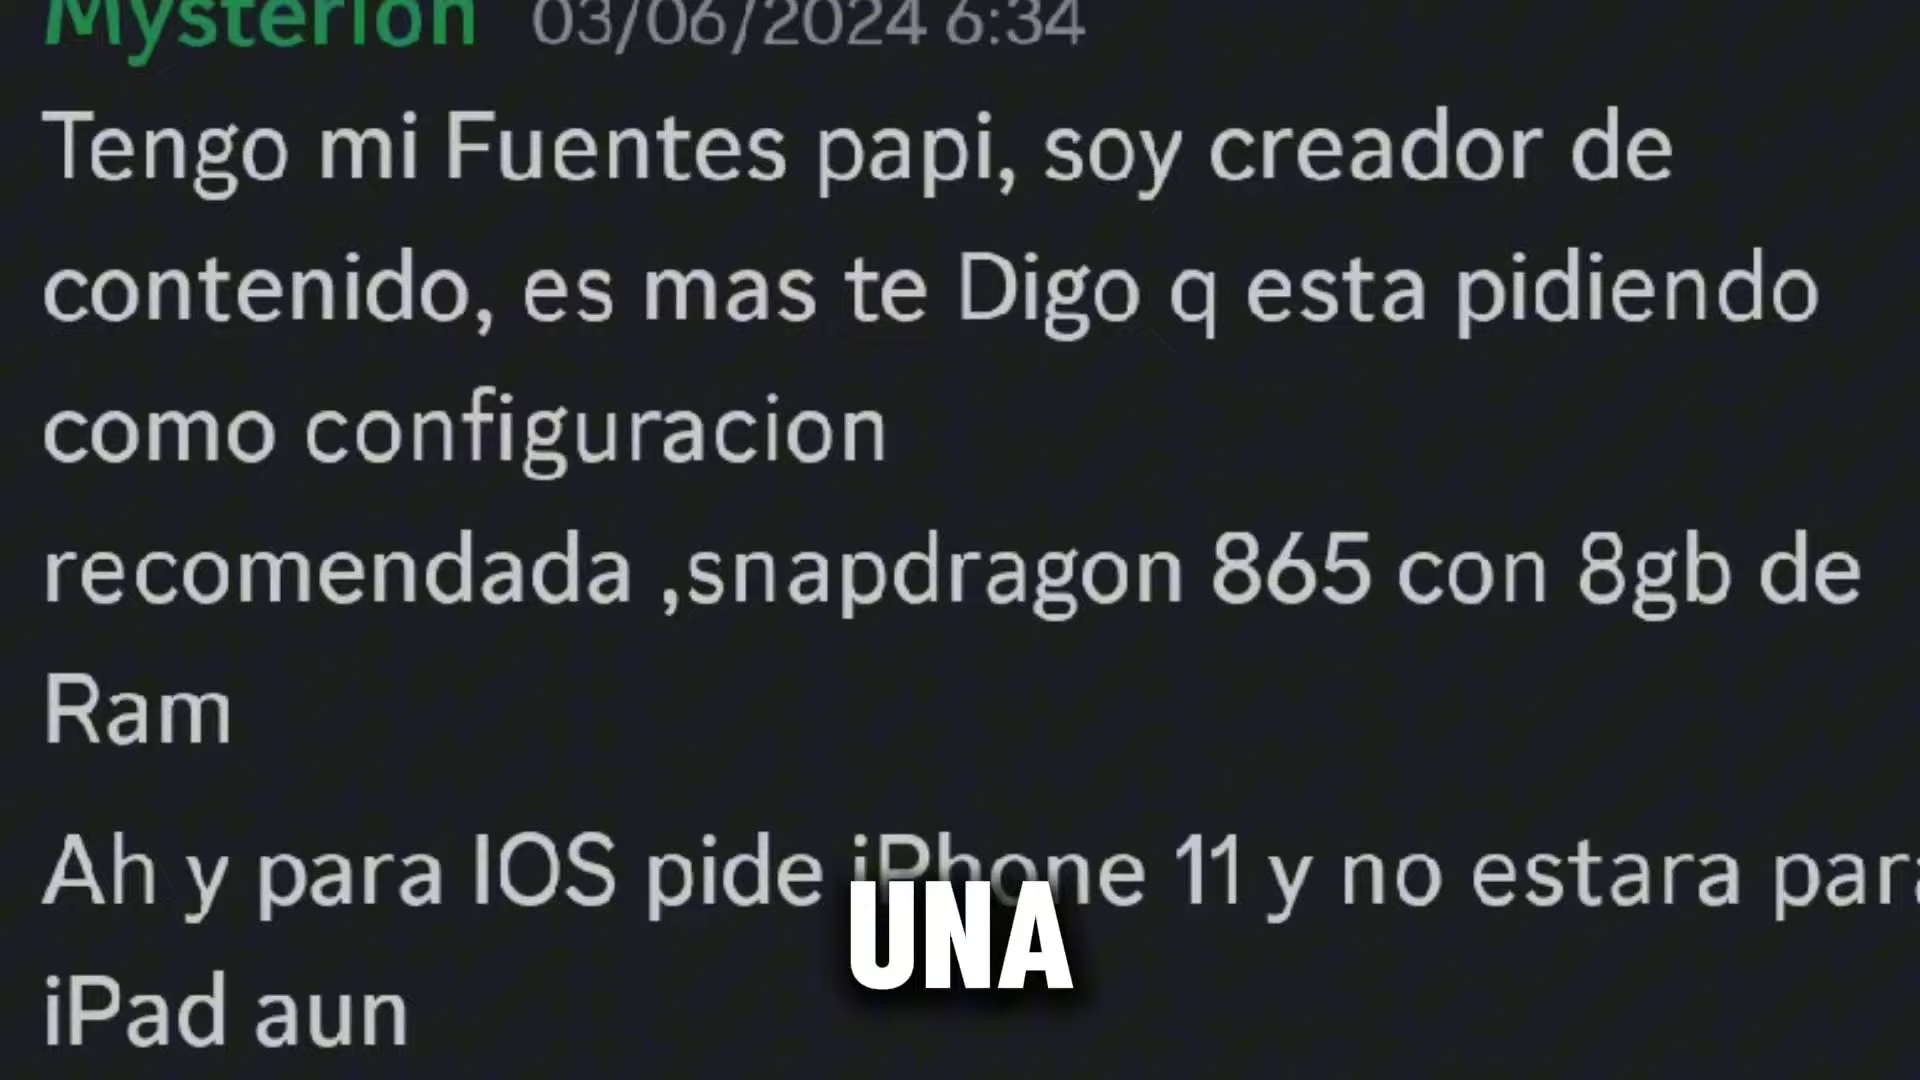 Mysterion 03/06/2024 6:34
Tengo mi Fuentes papi, soy creador de
contenido, es mas te Digo q esta pidiendo
como configuracion
recomendada ,snapdragon 865 con 8gb de
Ram
Ah y para IOS pide iPhone 11 y no estara para
iPad aun
UNA